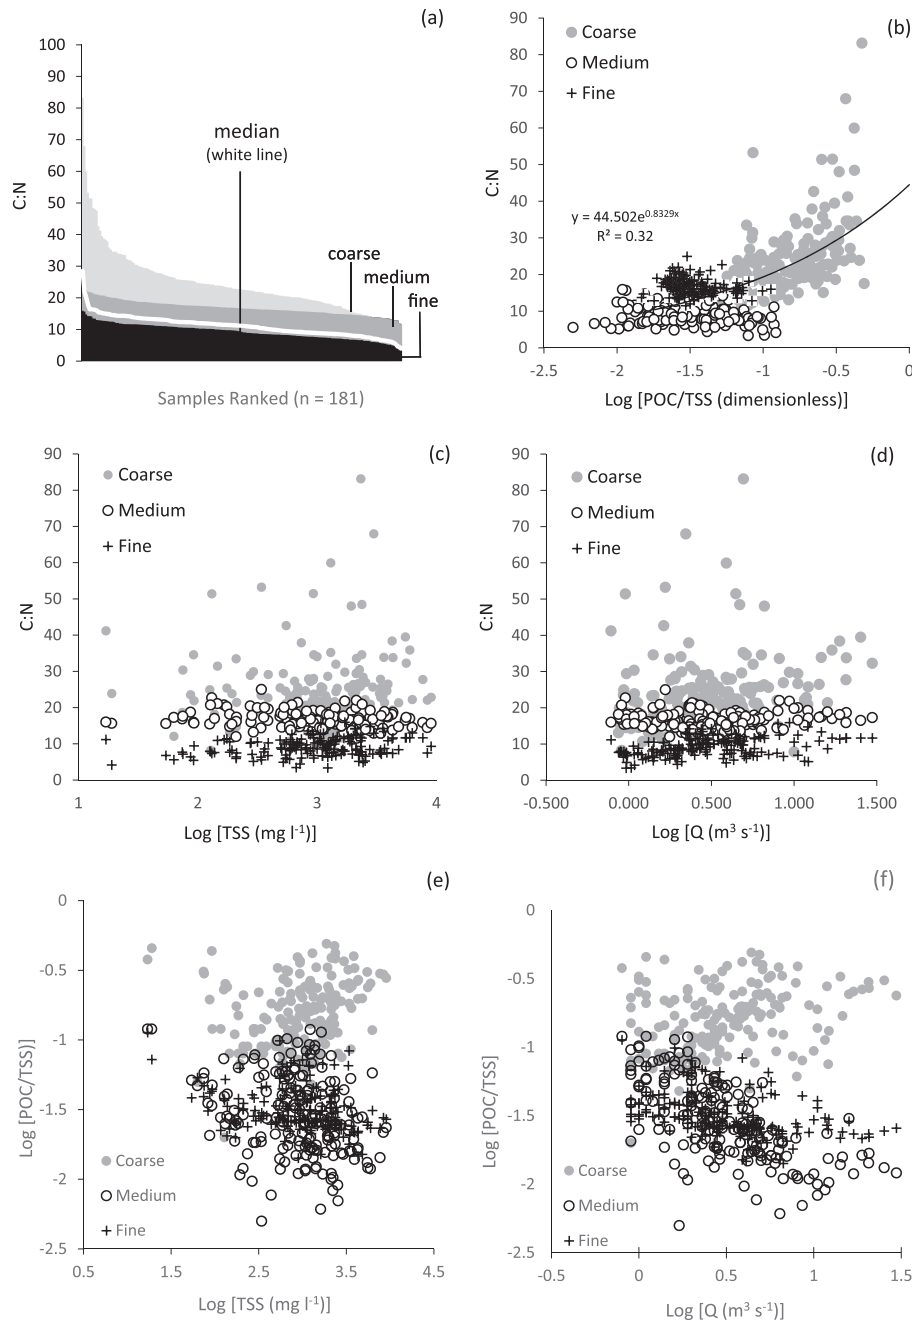 (a)
100
90
80
70
60
50
40
30
20
10
0
C:N
median
(white line)
coarse
medium
fine
Samples Ranked (n = 181)
(b)
90
80
70
60
50
40
30
20
10
0
C:N
Coarse
Medium
Fine
y = 44.502e^0.8329x
R² = 0.32
-2.5 -2 -1.5 -1 -0.5 0
Log [POC/TSS (dimensionless)]
(c)
90
80
70
60
50
40
30
20
10
0
C:N
Coarse
Medium
Fine
1 2 3 4
Log [TSS (mg l⁻¹)]
(d)
90
80
70
60
50
40
30
20
10
0
C:N
Coarse
Medium
Fine
-0.500 0.000 0.500 1.000 1.500
Log [Q (m³ s⁻¹)]
(e)
0
-0.5
-1
-1.5
-2
-2.5
Log [POC/TSS)]
Coarse
Medium
Fine
0.5 1.5 2.5 3.5 4.5
Log [TSS (mg l⁻¹)]
(f)
0
-0.5
-1
-1.5
-2
-2.5
Log [POC/TSS]
Coarse
Medium
Fine
-0.5 0 0.5 1 1.5
Log [Q (m³ s⁻¹)]